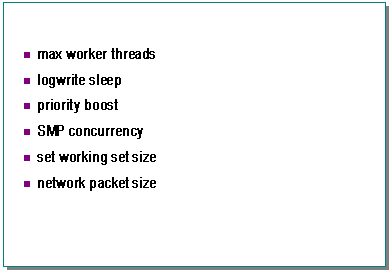 max worker threads
logwrite sleep
priority boost
SMP concurrency
set working set size
network packet size